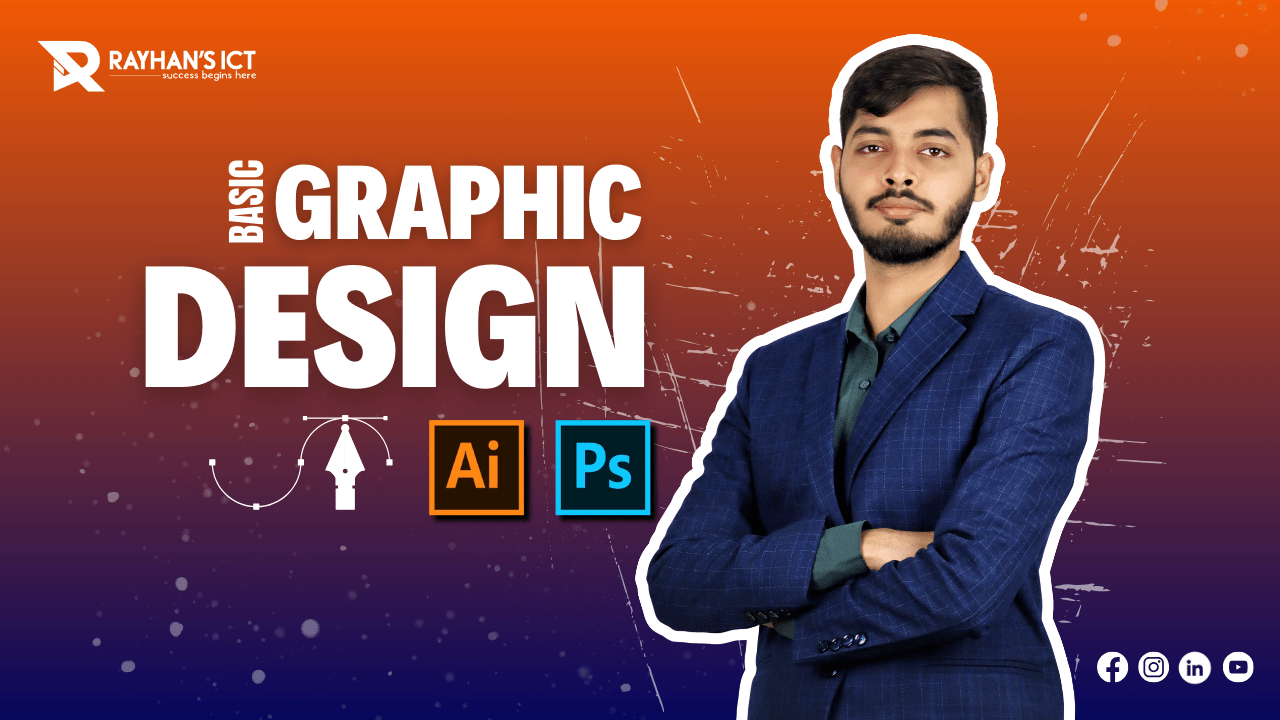 RAYHAN'S ICT
success begins here
BASIC
GRAPHIC
DESIGN
Ai
Ps